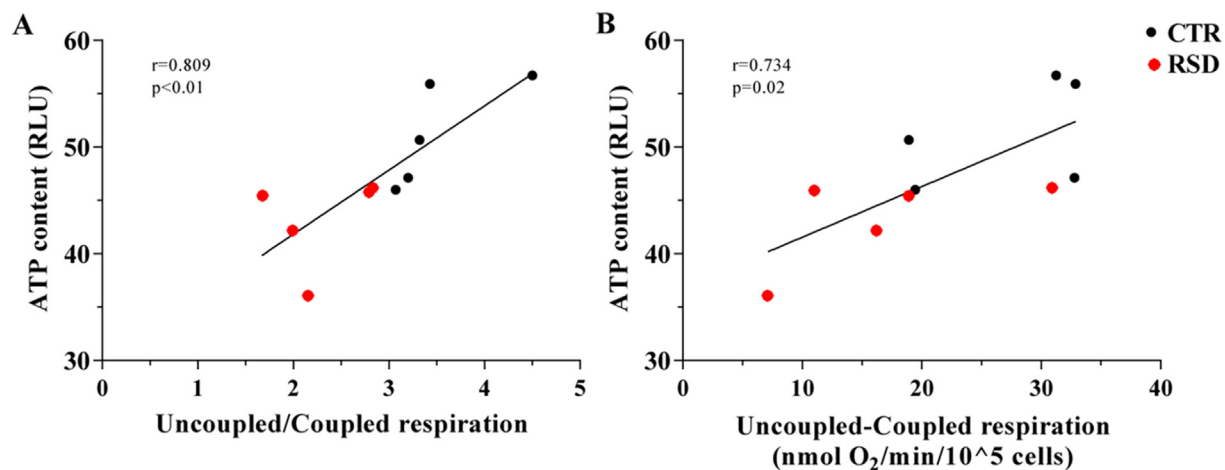 A
r=0.809
p<0.01
ATP content (RLU)
60
50
40
30
0 1 2 3 4 5
Uncoupled/Coupled respiration
B
r=0.734
p=0.02
CTR
RSD
ATP content (RLU)
60
50
40
30
0 10 20 30 40
Uncoupled-Coupled respiration
(nmol O₂/min/10^5 cells)